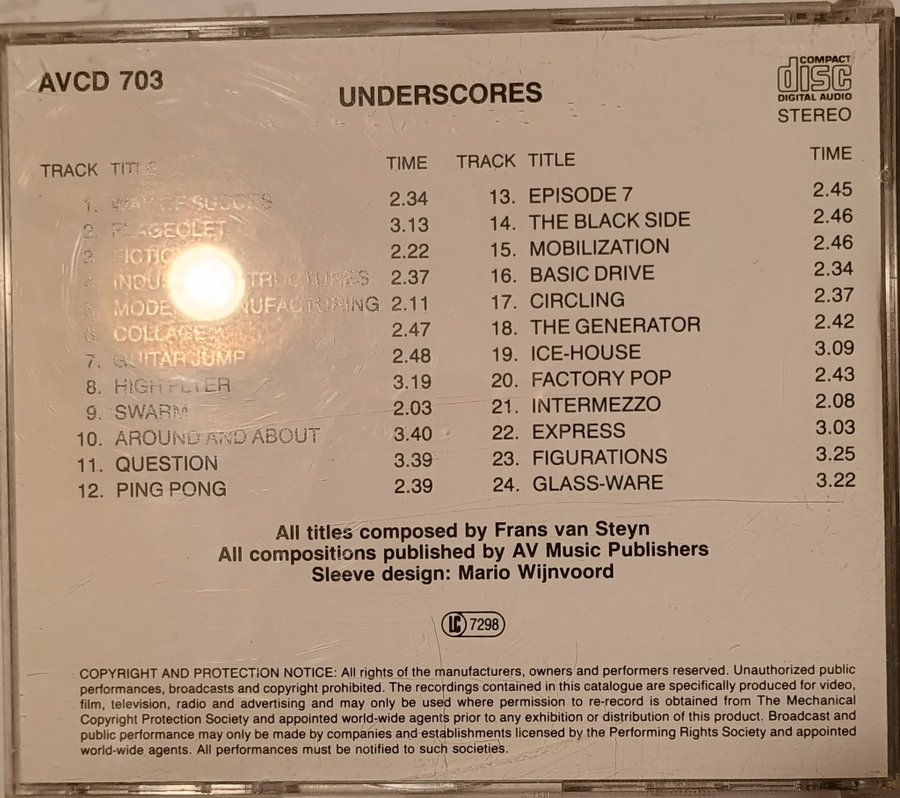 AVCD 703
UNDERSCORES
COMPACT
disc
DIGITAL AUDIO
STEREO
TRACK TITLE TIME
1. WAY OF SUCCES 2.34
2. FLAGEOLET 3.13
3. FICTION 2.22
4. INDUSTRIAL STRUCTURES 2.37
5. MODERN MANUFACTURING 2.11
6. COLLAGE 2.47
7. GUITAR JUMP 2.48
8. HIGH FLYER 3.19
9. SWARM 2.03
10. AROUND AND ABOUT 3.40
11. QUESTION 3.39
12. PING PONG 2.39
TRACK TITLE TIME
13. EPISODE 7 2.45
14. THE BLACK SIDE 2.46
15. MOBILIZATION 2.46
16. BASIC DRIVE 2.34
17. CIRCLING 2.37
18. THE GENERATOR 2.42
19. ICE-HOUSE 3.09
20. FACTORY POP 2.43
21. INTERMEZZO 2.08
22. EXPRESS 3.03
23. FIGURATIONS 3.25
24. GLASS-WARE 3.22
All titles composed by Frans van Steyn
All compositions published by AV Music Publishers
Sleeve design: Mario Wijnvoord
LC 7298
COPYRIGHT AND PROTECTION NOTICE: All rights of the manufacturers, owners and performers reserved. Unauthorized public
performances, broadcasts and copyright prohibited. The recordings contained in this catalogue are specifically produced for video,
film, television, radio and advertising and may only be used where permission to re-record is obtained from The Mechanical
Copyright Protection Society and appointed world-wide agents prior to any exhibition or distribution of this product. Broadcast and
public performance may only be made by companies and establishments licensed by the Performing Rights Society and appointed
world-wide agents. All performances must be notified to such societies.